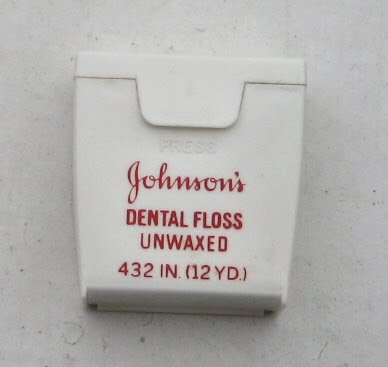 PRESS
Johnson's
DENTAL FLOSS
UNWAXED
432 IN. (12 YD.)